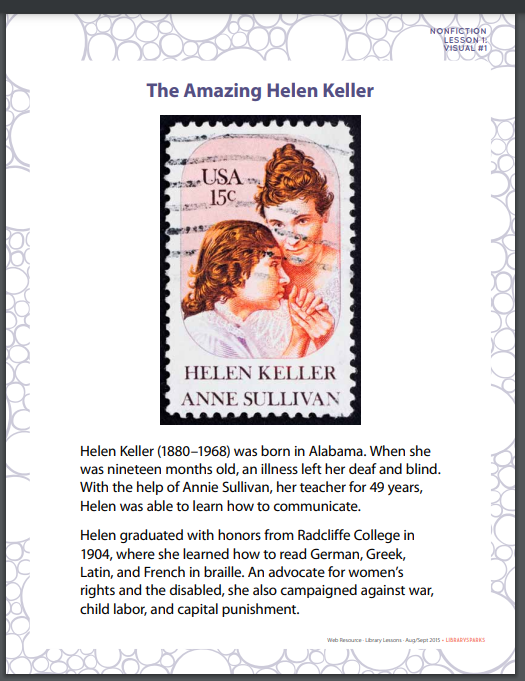 NONFICTION
LESSON 1,
VISUAL #1
The Amazing Helen Keller
USA
15c
HELEN KELLER
ANNE SULLIVAN
Helen Keller (1880–1968) was born in Alabama. When she
was nineteen months old, an illness left her deaf and blind.
With the help of Annie Sullivan, her teacher for 49 years,
Helen was able to learn how to communicate.
Helen graduated with honors from Radcliffe College in
1904, where she learned how to read German, Greek,
Latin, and French in braille. An advocate for women’s
rights and the disabled, she also campaigned against war,
child labor, and capital punishment.
Web Resource · Library Lessons · Aug/Sept 2015 • LIBRARYSPARKS